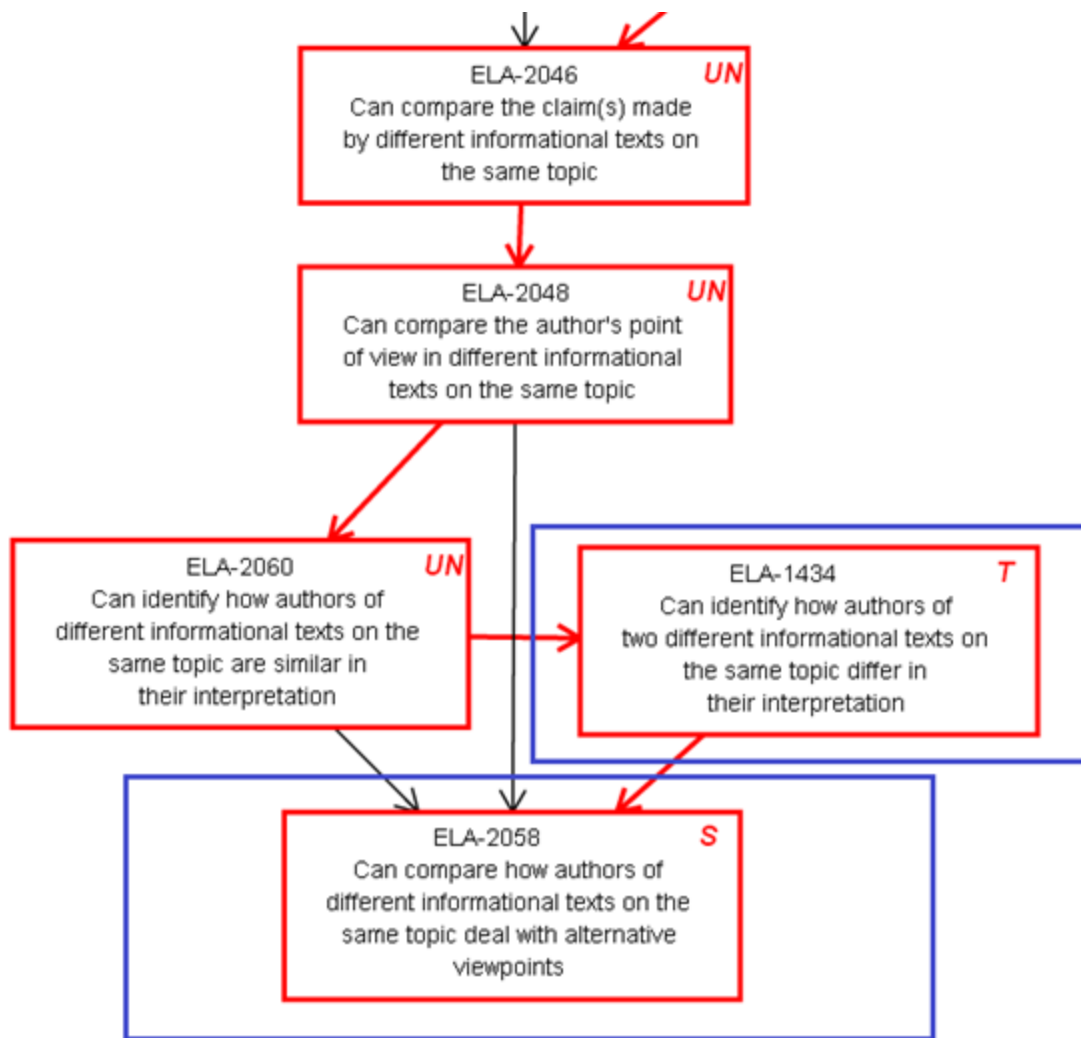 ELA-2046 UN
Can compare the claim(s) made
by different informational texts on
the same topic
ELA-2048 UN
Can compare the author's point
of view in different informational
texts on the same topic
ELA-2060 UN
Can identify how authors of
different informational texts on the
same topic are similar in
their interpretation
ELA-1434 T
Can identify how authors of
two different informational texts on
the same topic differ in
their interpretation
ELA-2058 S
Can compare how authors of
different informational texts on the
same topic deal with alternative
viewpoints